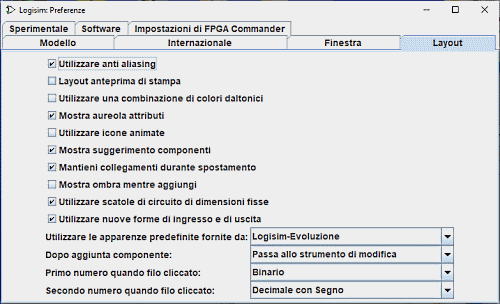 Logisim: Preferenze
Sperimentale Software Impostazioni di FPGA Commander
Modello Internazionale Finestra Layout
Utilizzare anti aliasing
Layout anteprima di stampa
Utilizzare una combinazione di colori daltonici
Mostra aureola attributi
Utilizzare icone animate
Mostra suggerimento componenti
Mantieni collegamenti durante spostamento
Mostra ombra mentre aggiungi
Utilizzare scatole di circuito di dimensioni fisse
Utilizzare nuove forme di ingresso e di uscita
Utilizzare le apparenze predefinite fornite da: Logisim-Evoluzione
Dopo aggiunta componente: Passa allo strumento di modifica
Primo numero quando filo cliccato: Binario
Secondo numero quando filo cliccato: Decimale con Segno